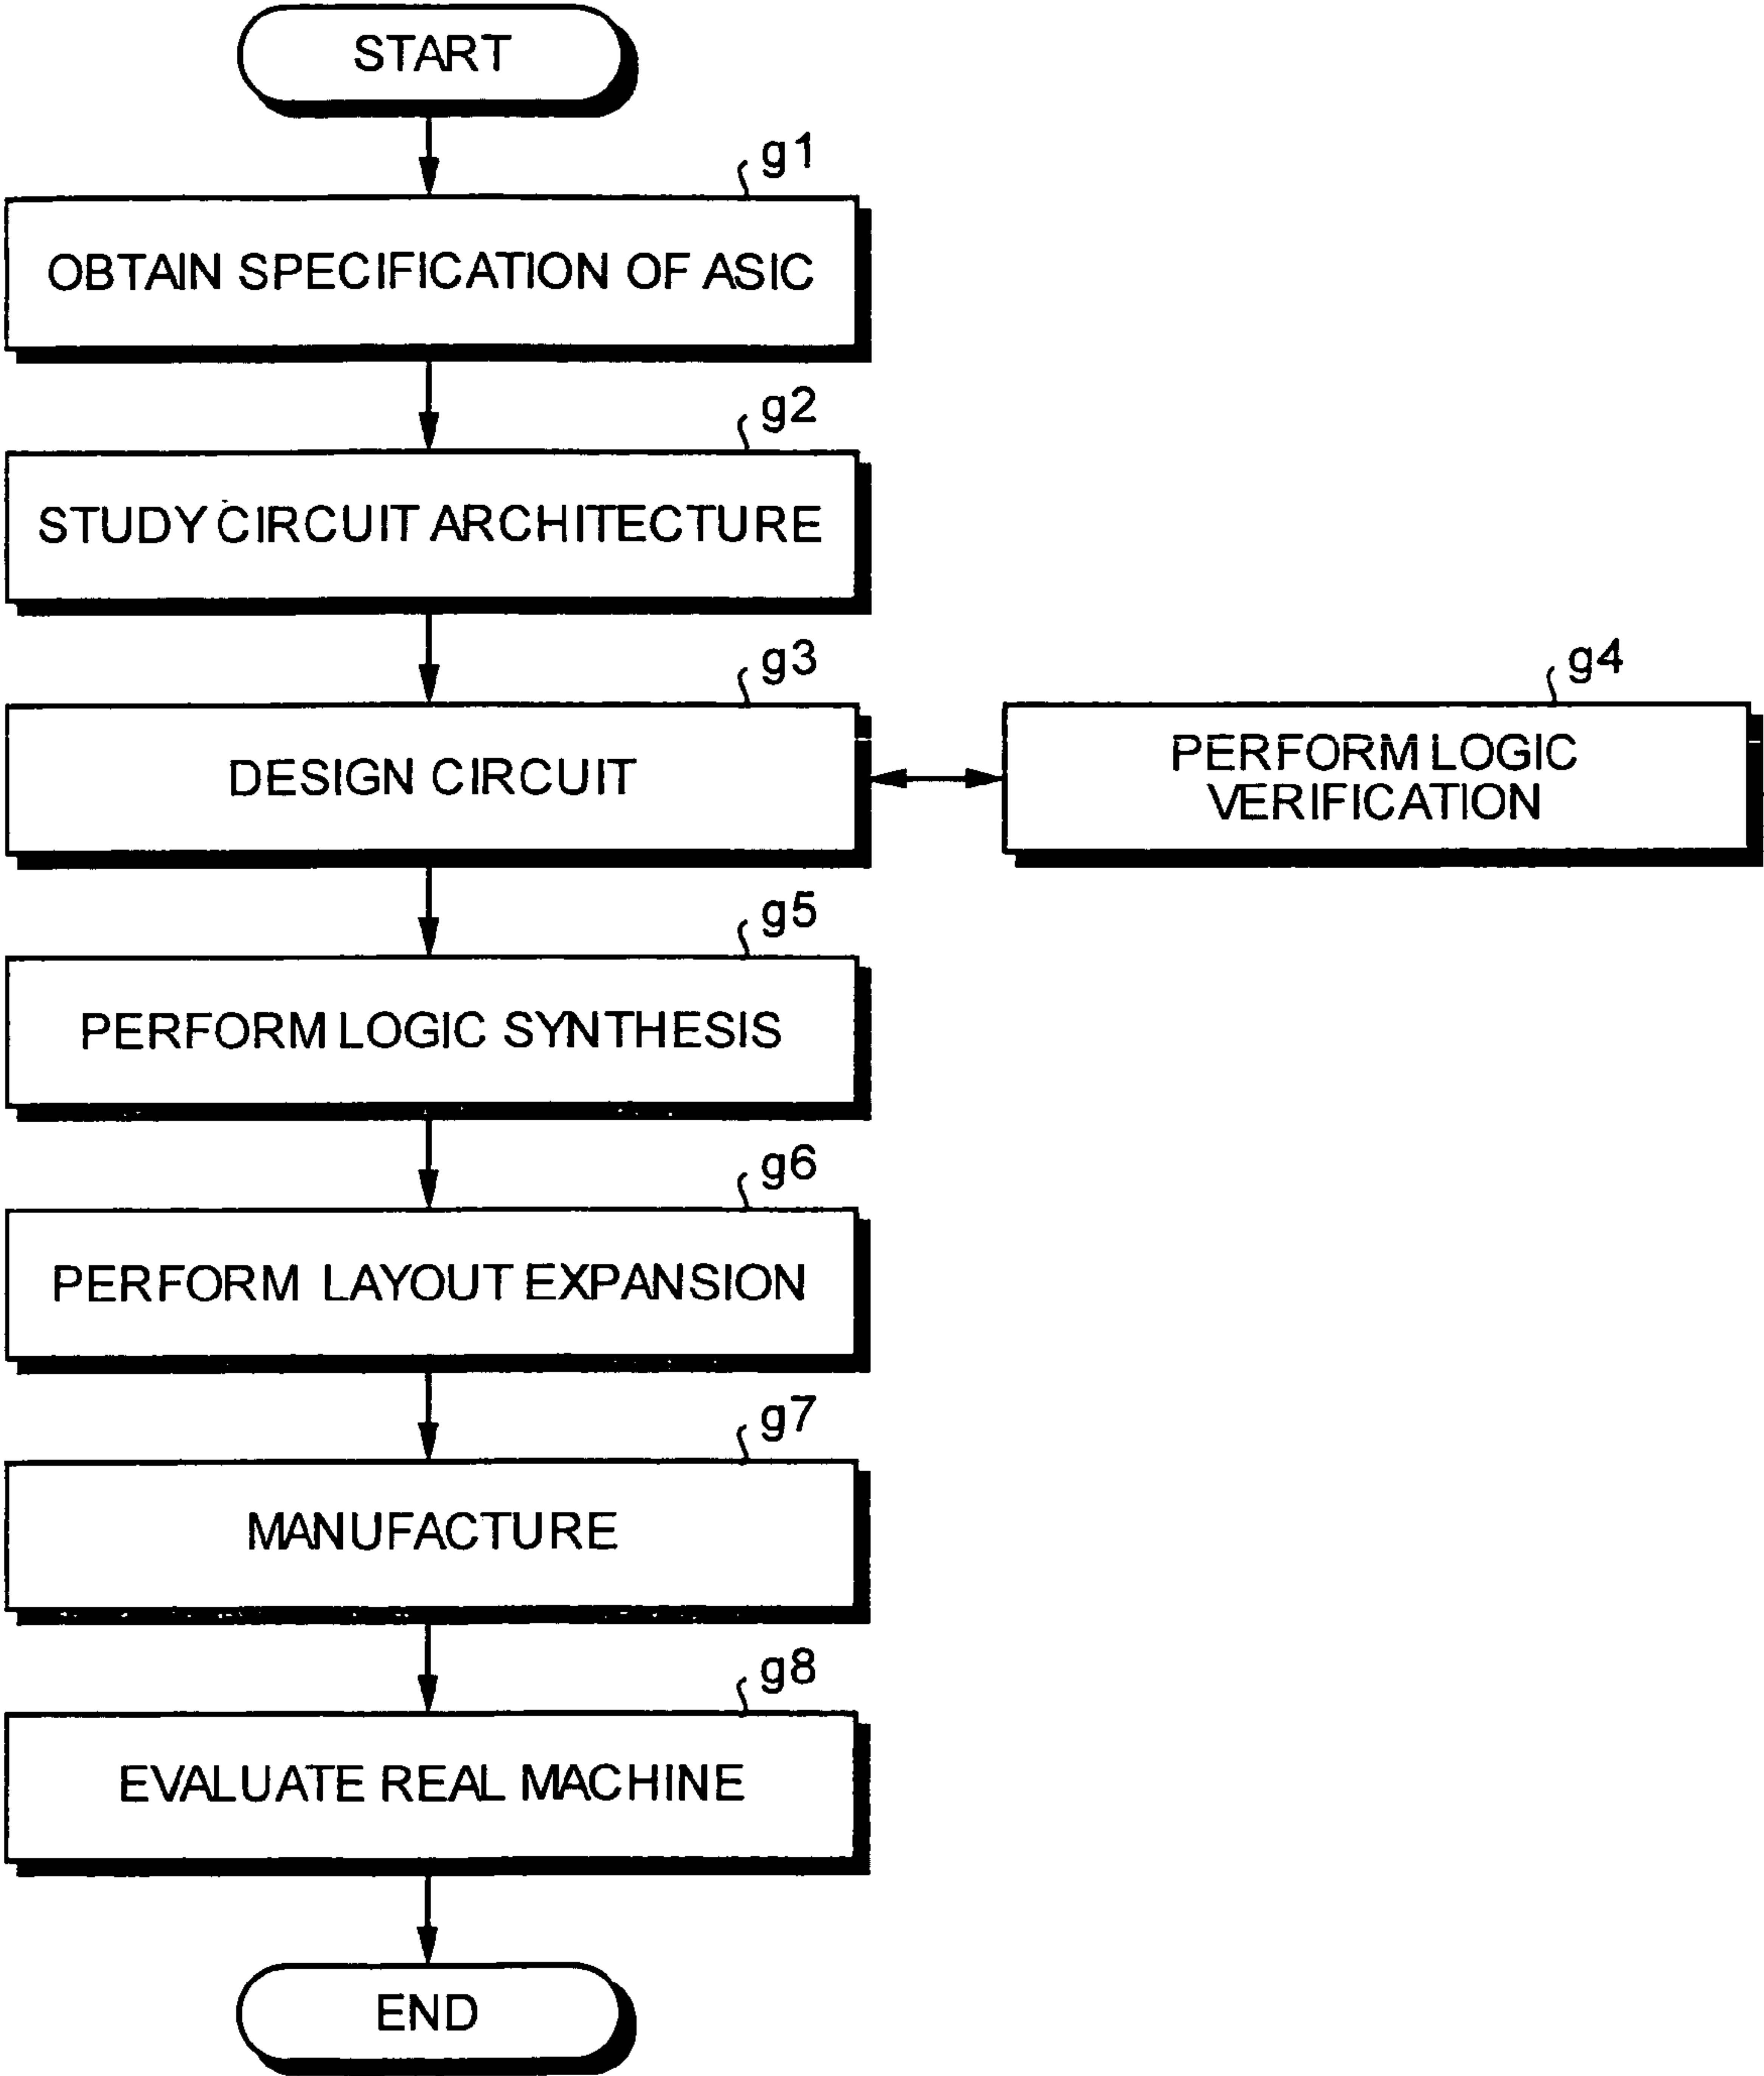 START
g1
OBTAIN SPECIFICATION OF ASIC
g2
STUDY CIRCUIT ARCHITECTURE
g3
DESIGN CIRCUIT
g4
PERFORM LOGIC
VERIFICATION
g5
PERFORM LOGIC SYNTHESIS
g6
PERFORM LAYOUT EXPANSION
g7
MANUFACTURE
g8
EVALUATE REAL MACHINE
END